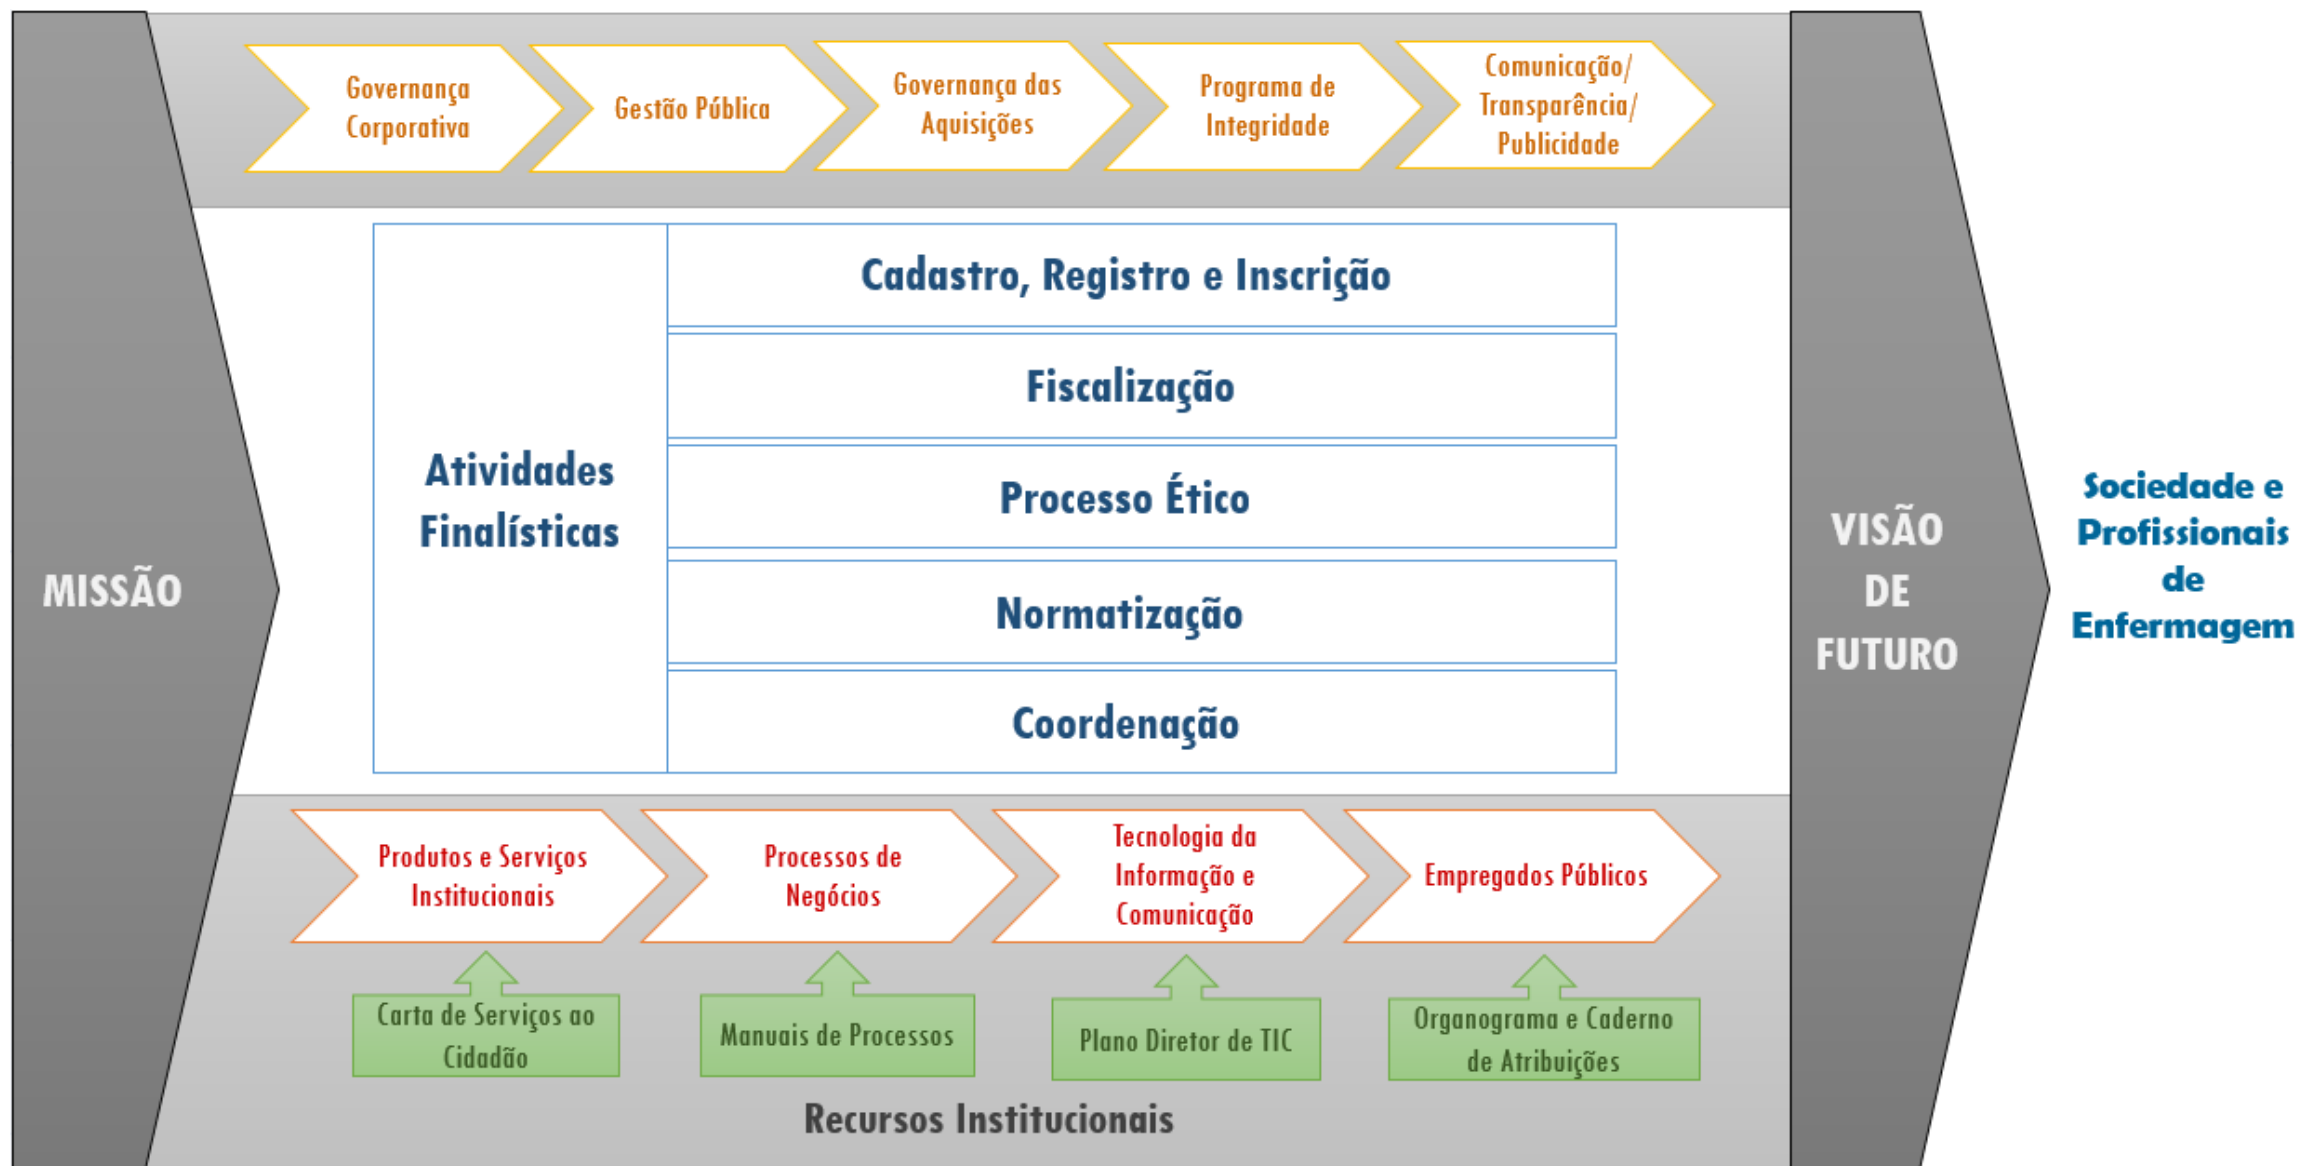 Governança
Corporativa
Gestão Pública
Governança das
Aquisições
Programa de
Integridade
Comunicação/
Transparência/
Publicidade
MISSÃO
Atividades
Finalísticas
Cadastro, Registro e Inscrição
Fiscalização
Processo Ético
Normatização
Coordenação
VISÃO
DE
FUTURO
Sociedade e
Profissionais
de
Enfermagem
Produtos e Serviços
Institucionais
Processos de
Negócios
Tecnologia da
Informação e
Comunicação
Empregados Públicos
Carta de Serviços ao
Cidadão
Manuais de Processos
Plano Diretor de TIC
Organograma e Caderno
de Atribuições
Recursos Institucionais